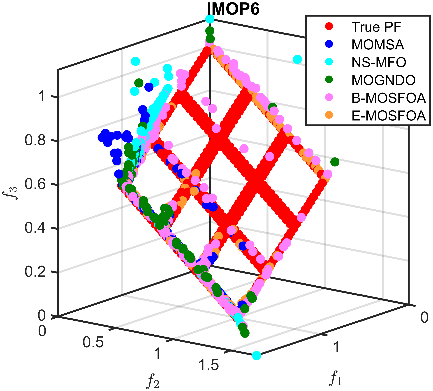 IMOP6
True PF
MOMSA
NS-MFO
MOGNDO
B-MOSFOA
E-MOSFOA
1
0.8
0.6
0.4
0.2
0
f3
0
0.5
1
1.5
f2
1
0
f1